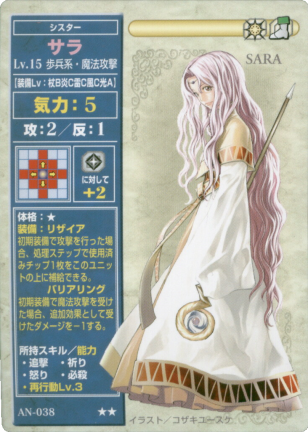 シスター
サラ
Lv.15 歩兵系・魔法攻撃
[装備Lv：杖B炎C雷C風C光A]
気力：5
攻：2／反：1
に対して
+2
体格：★
装備：リザイア
初期装備で攻撃を行った場
合、処理ステップで使用済
みチップ1枚をこのユニット
の上に補給できる。
バリアリング
初期装備で魔法攻撃を受け
た場合、追加効果として受
けたダメージを-1する。
所持スキル／能力
・追撃 ・祈り
・怒り ・必殺
・再行動Lv.3
AN-038
★★
SARA
イラスト／コザキユースケ